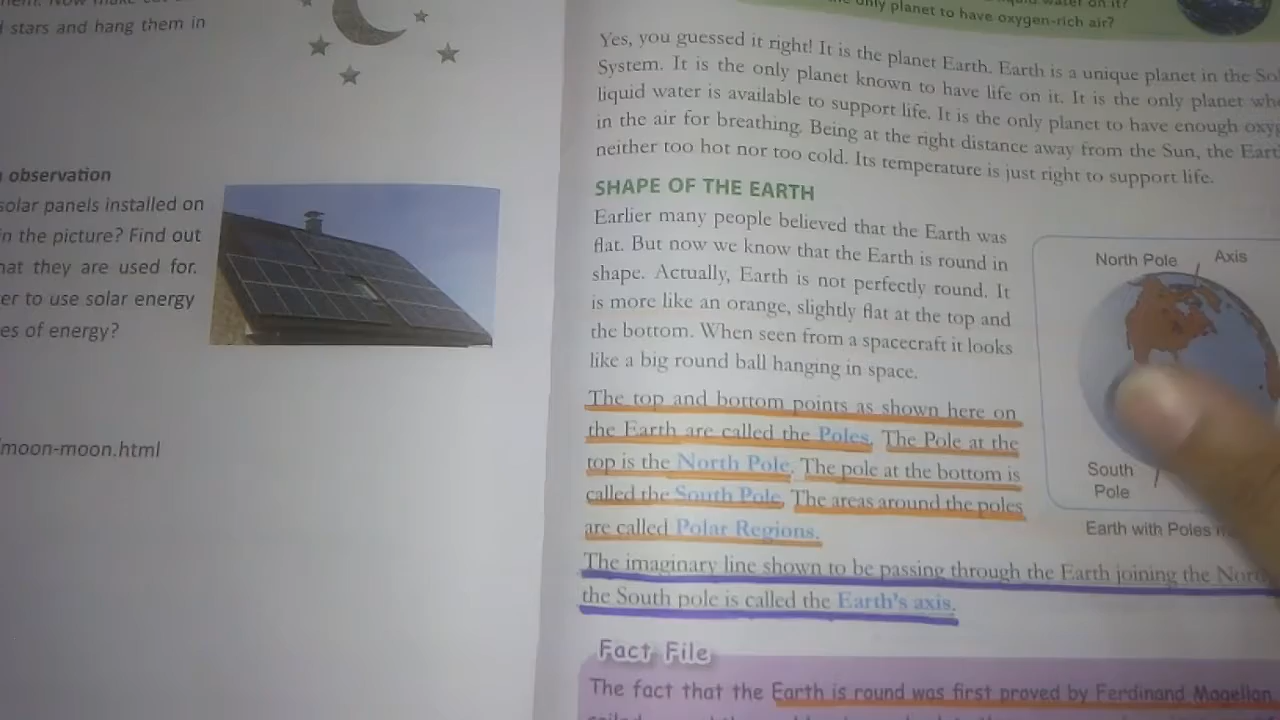 stars and hang them in
observation
solar panels installed on
in the picture? Find out
they are used for.
to use solar energy
of energy?
moon-moon.html
only planet to have oxygen-rich air?
Yes, you guessed it right! It is the planet Earth. Earth is a unique planet in the
System. It is the only planet known to have life on it. It is the only planet
liquid water is available to support life. It is the only planet to have enough
in the air for breathing. Being at the right distance away from the Sun, the
neither too hot nor too cold. Its temperature is just right to support life.
SHAPE OF THE EARTH
Earlier many people believed that the Earth was
flat. But now we know that the Earth is round in
shape. Actually, Earth is not perfectly round. It
is more like an orange, slightly flat at the top and
the bottom. When seen from a spacecraft it looks
like a big round ball hanging in space.
The top and bottom points as shown here on
the Earth are called the Poles. The Pole at the
top is the North Pole. The pole at the bottom is
called the South Pole. The areas around the poles
are called Polar Regions.
The imaginary line shown to be passing through the Earth joining the
the South pole is called the Earth's axis.
North Pole
Axis
South
Pole
Earth with Poles
Fact File
The fact that the Earth is round was first proved by Ferdinand Magellan.